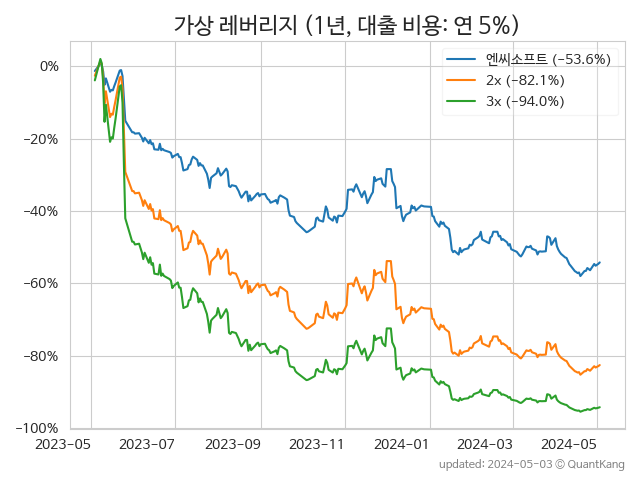 가상 레버리지 (1년, 대출 비용: 연 5%)
엔씨소프트 (−53.6%)
2x (−82.1%)
3x (−94.0%)
0%
−20%
−40%
−60%
−80%
−100%
2023-05 2023-07 2023-09 2023-11 2024-01 2024-03 2024-05
updated: 2024-05-03 ⓒ QuantKang